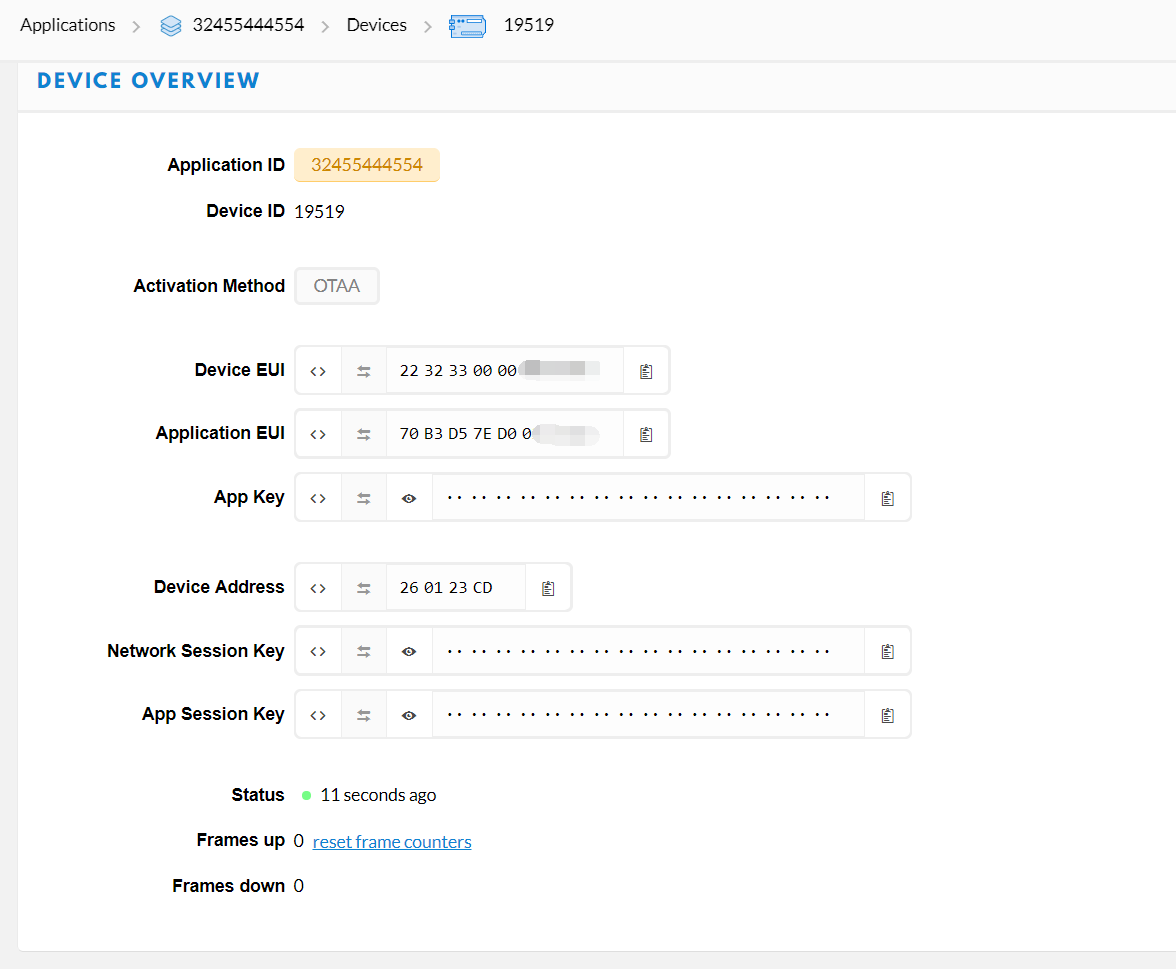 Applications 32455444554 Devices 19519
DEVICE OVERVIEW
Application ID 32455444554
Device ID 19519
Activation Method OTAA
Device EUI 22 32 33 00 00
Application EUI 70 B3 D5 7E D0 0
App Key
Device Address 26 01 23 CD
Network Session Key
App Session Key
Status 11 seconds ago
Frames up 0 reset frame counters
Frames down 0